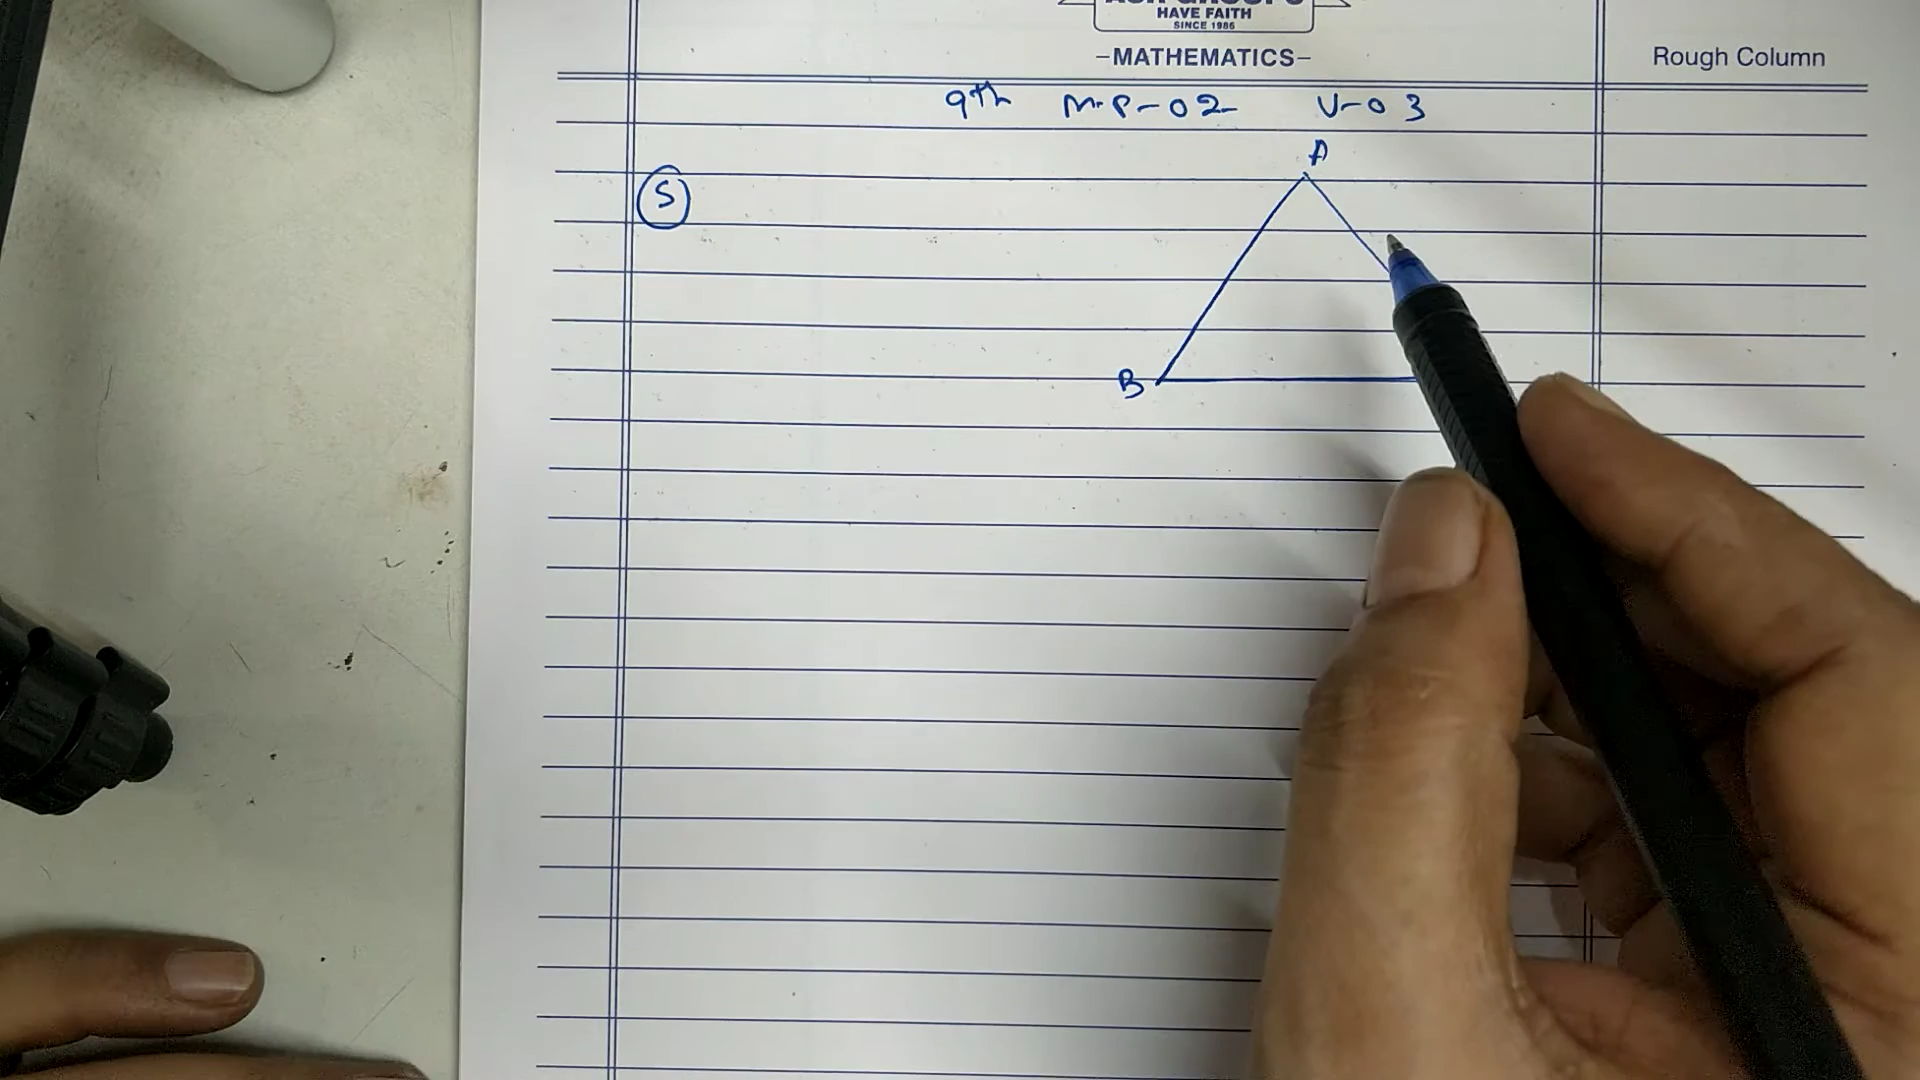 HAVE FAITH
SINCE 1986
-MATHEMATICS-
Rough Column
9th M.P-02 V-03
A
5
B